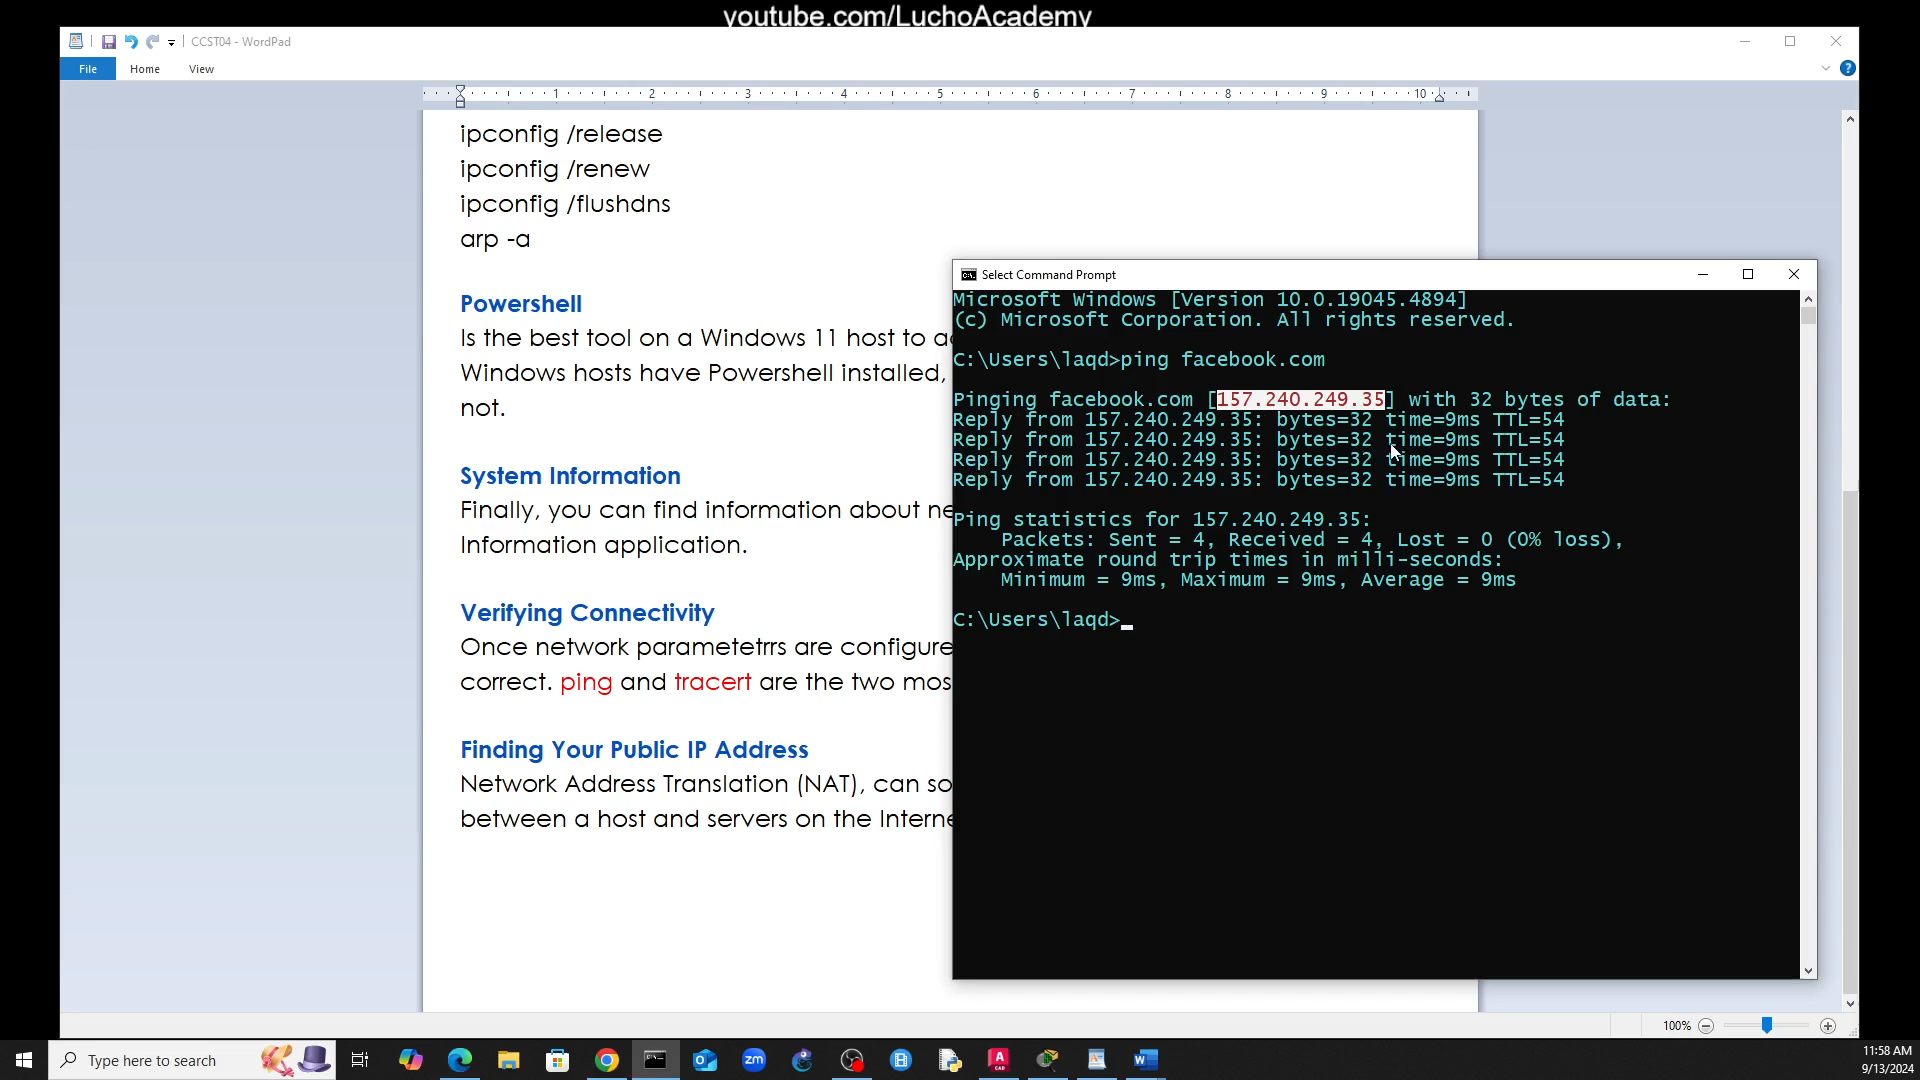 youtube.com/LuchoAcademy
CCST04 - WordPad
File Home View
1 2 3 4 5 6 7 8 9 10
ipconfig /release
ipconfig /renew
ipconfig /flushdns
arp -a
Powershell
Is the best tool on a Windows 11 host to a
Windows hosts have Powershell installed,
not.
System Information
Finally, you can find information about ne
Information application.
Verifying Connectivity
Once network parametetrrs are configure
correct. ping and tracert are the two mos
Finding Your Public IP Address
Network Address Translation (NAT), can so
between a host and servers on the Interne
Select Command Prompt
Microsoft Windows [Version 10.0.19045.4894]
(c) Microsoft Corporation. All rights reserved.
C:\Users\laqd>ping facebook.com
Pinging facebook.com [157.240.249.35] with 32 bytes of data:
Reply from 157.240.249.35: bytes=32 time=9ms TTL=54
Reply from 157.240.249.35: bytes=32 time=9ms TTL=54
Reply from 157.240.249.35: bytes=32 time=9ms TTL=54
Reply from 157.240.249.35: bytes=32 time=9ms TTL=54
Ping statistics for 157.240.249.35:
Packets: Sent = 4, Received = 4, Lost = 0 (0% loss),
Approximate round trip times in milli-seconds:
Minimum = 9ms, Maximum = 9ms, Average = 9ms
C:\Users\laqd>
100%
Type here to search
11:58 AM
9/13/2024